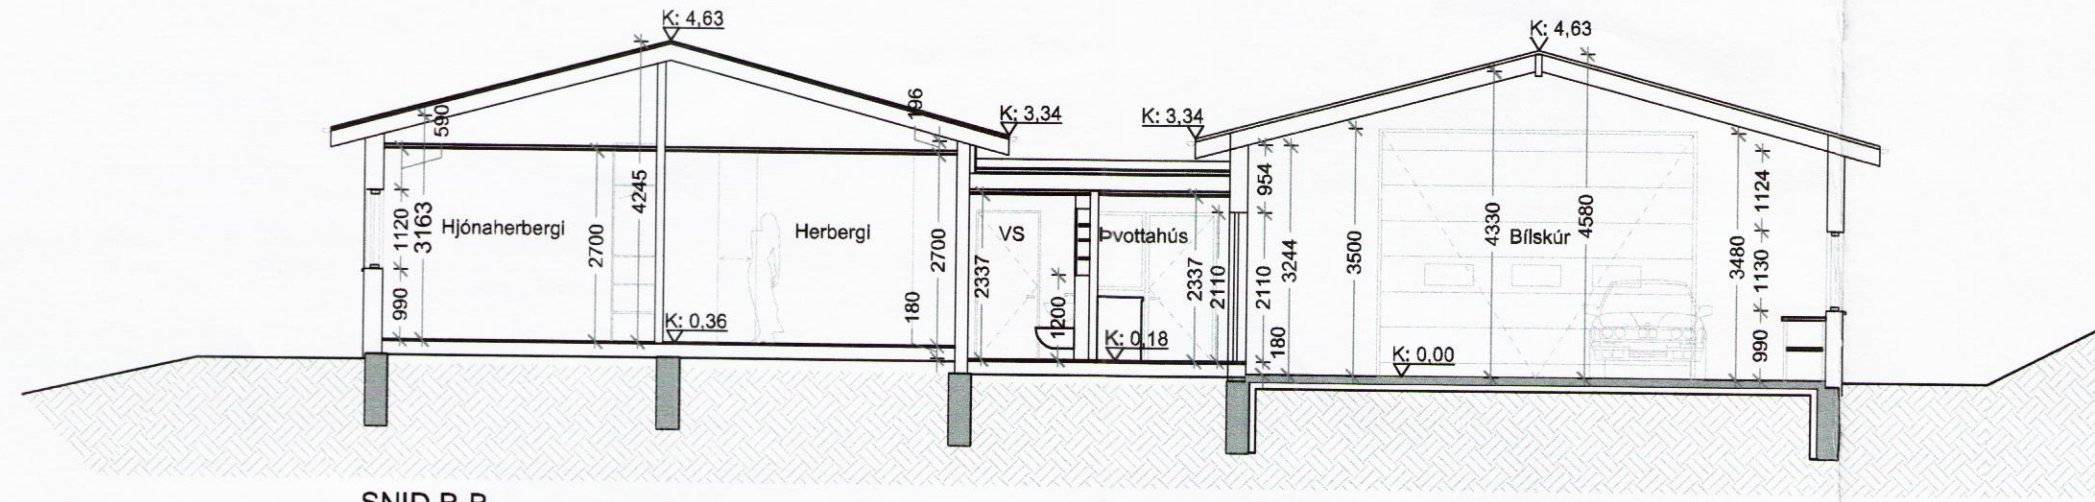 K: 4,63
K: 4,63
K: 3,34
K: 3,34
590
196
1120
3163
990
Hjónaherbergi
2700
4245
K: 0,36
Herbergi
180
2700
2337
VS
1200
Þvottahús
K: 0,18
2337
2110
954
2110
180
3244
3500
K: 0,00
4330
Bílskúr
4580
3480
1124
1130
990